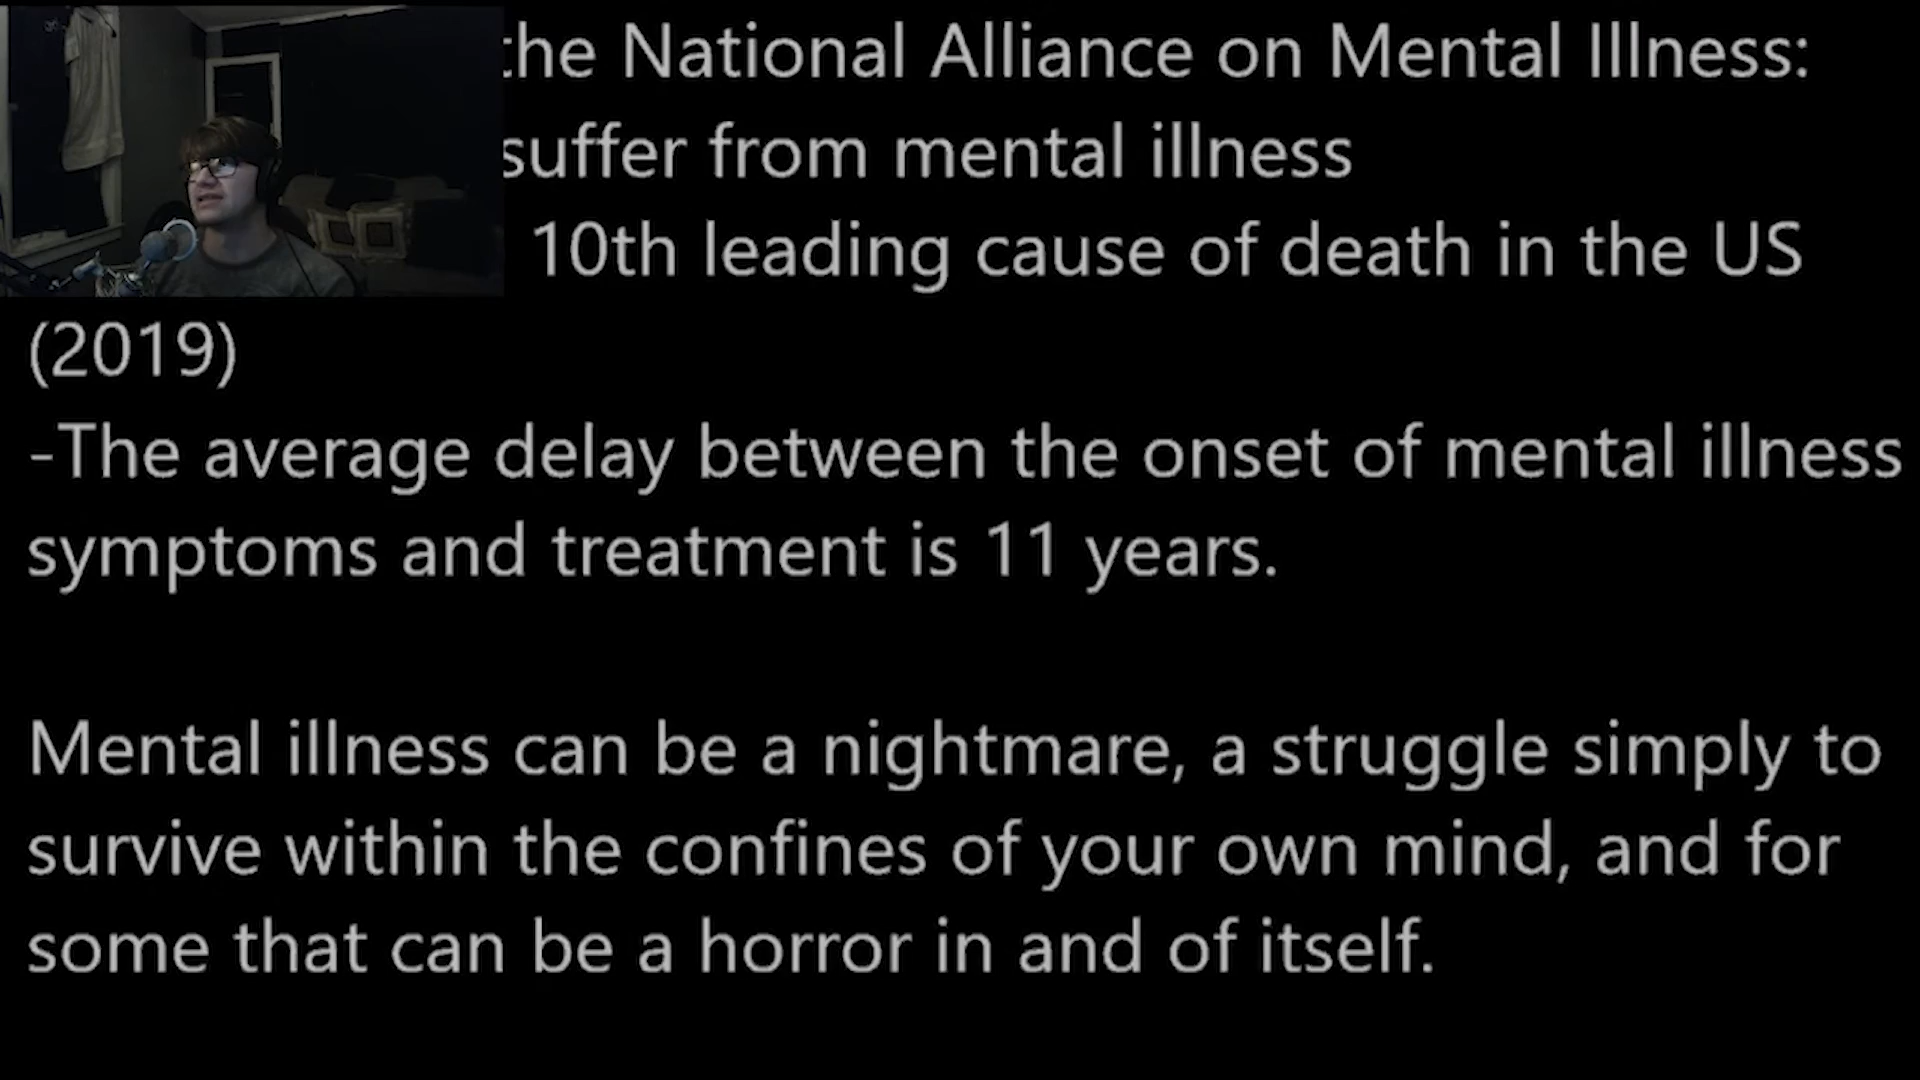 the National Alliance on Mental Illness:
suffer from mental illness
10th leading cause of death in the US
(2019)
-The average delay between the onset of mental illness
symptoms and treatment is 11 years.
Mental illness can be a nightmare, a struggle simply to
survive within the confines of your own mind, and for
some that can be a horror in and of itself.